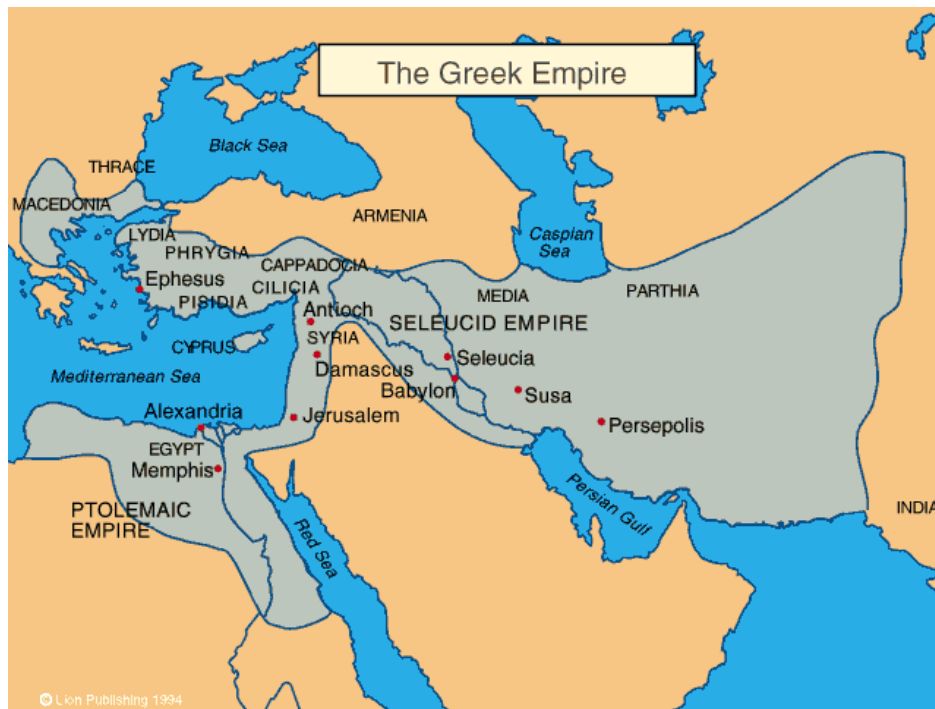 The Greek Empire
Black Sea
THRACE
MACEDONIA
ARMENIA
LYDIA
PHRYGIA
Caspian
Sea
CAPPADOCIA
Ephesus
CILICIA
PISIDIA
MEDIA
PARTHIA
Antioch
SELEUCID EMPIRE
SYRIA
CYPRUS
Seleucia
Damascus
Mediterranean Sea
Babylon
Susa
Alexandria
Jerusalem
Persepolis
EGYPT
Memphis
Persian Gulf
PTOLEMAIC
EMPIRE
INDIA
Red Sea
© Lion Publishing 1994